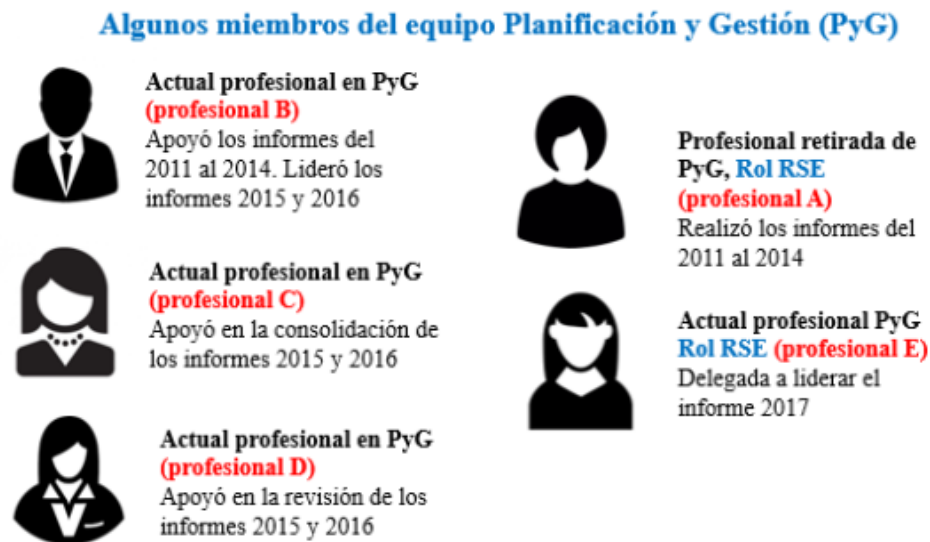 Algunos miembros del equipo Planificación y Gestión (PyG)
Actual profesional en PyG
(profesional B)
Apoyó los informes del
2011 al 2014. Lideró los
informes 2015 y 2016
Actual profesional en PyG
(profesional C)
Apoyó en la consolidación de
los informes 2015 y 2016
Actual profesional en PyG
(profesional D)
Apoyó en la revisión de los
informes 2015 y 2016
Profesional retirada de
PyG, Rol RSE
(profesional A)
Realizó los informes del
2011 al 2014
Actual profesional PyG
Rol RSE (profesional E)
Delegada a liderar el
informe 2017